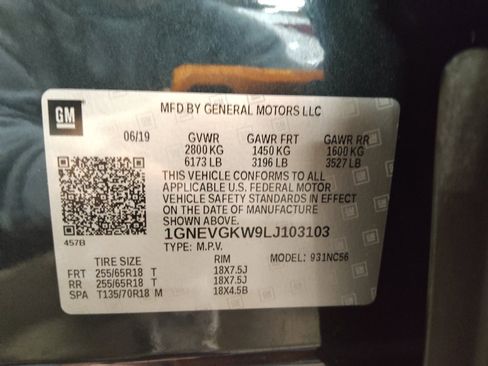 GM
MFD BY GENERAL MOTORS LLC
06/19 GVWR GAWR FRT GAWR RR
2800 KG 1450 KG 1600 KG
6173 LB 3196 LB 3527 LB
THIS VEHICLE CONFORMS TO ALL
APPLICABLE U.S. FEDERAL MOTOR
VEHICLE SAFETY STANDARDS IN EFFECT
ON THE DATE OF MANUFACTURE
SHOWN ABOVE.
1GNEVGKW9LJ103103
457B
TYPE: M.P.V. MODEL: 931NC56
TIRE SIZE RIM
FRT 255/65R18 T 18X7.5J
RR 255/65R18 T 18X7.5J
SPA T135/70R18 M 18X4.5B